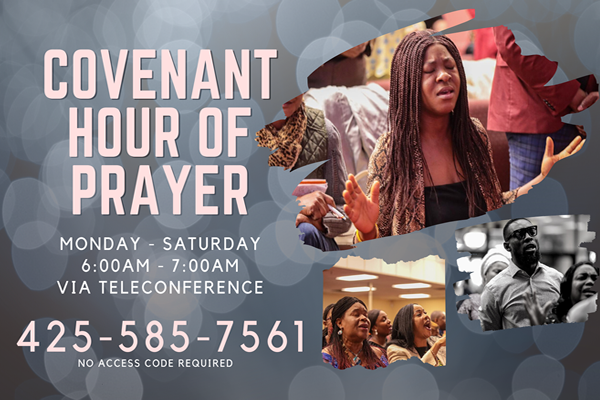 COVENANT
HOUR OF
PRAYER
MONDAY - SATURDAY
6:00AM - 7:00AM
VIA TELECONFERENCE
425-585-7561
NO ACCESS CODE REQUIRED